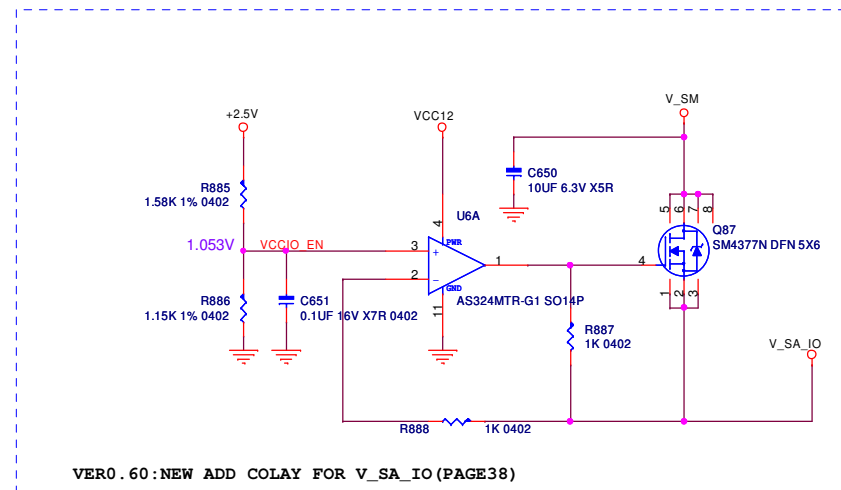 V_SM
+2.5V
VCC12
C650
10UF 6.3V X5R
R885
1.58K 1% 0402
U6A
5 6 7 8
Q87
SM4377N DFN 5X6
4
PWR
1.053V
VCCIO_EN
3
+
1
4
2
-
GND
AS324MTR-G1 SO14P
11
1 2 3
R886
1.15K 1% 0402
C651
0.1UF 16V X7R 0402
R887
1K 0402
V_SA_IO
R888
1K 0402
VER0.60:NEW ADD COLAY FOR V_SA_IO(PAGE38)